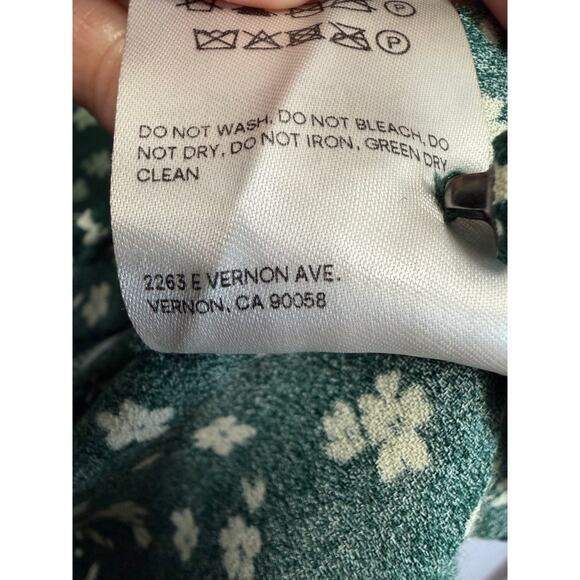 P
P
DO NOT WASH, DO NOT BLEACH, DO
NOT DRY, DO NOT IRON, GREEN DRY
CLEAN
2263 E VERNON AVE.
VERNON, CA 90058